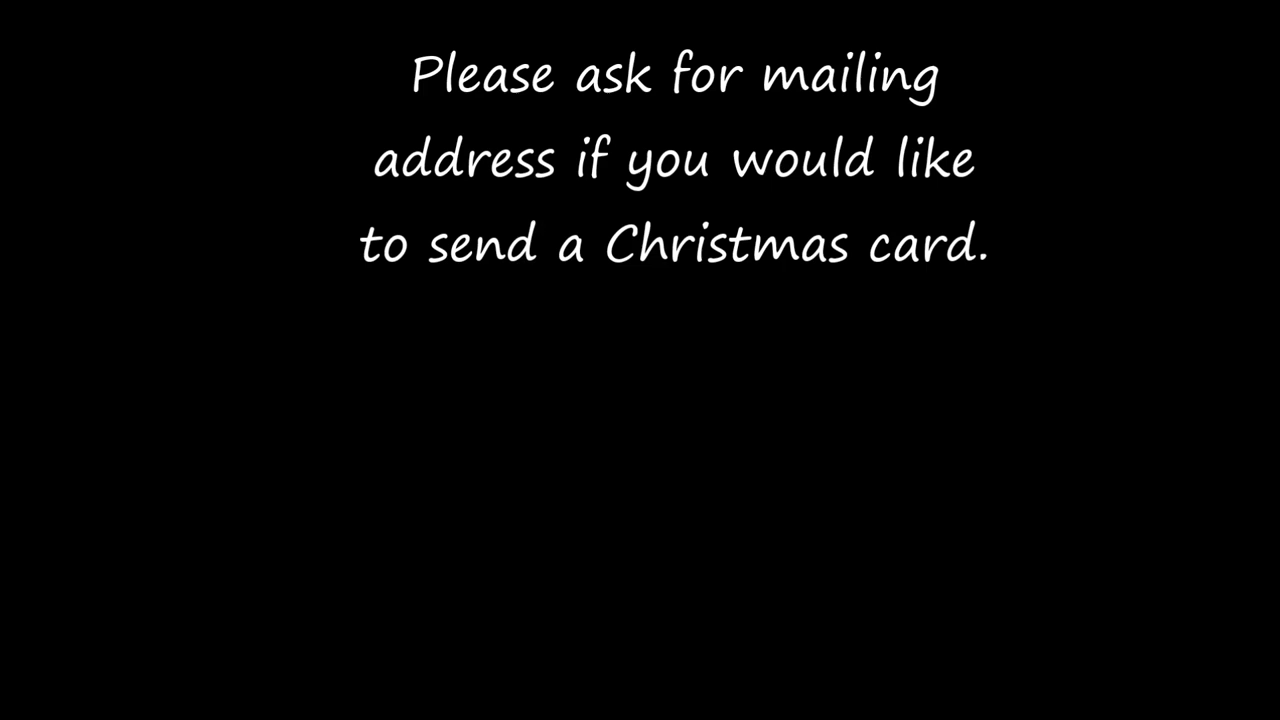 Please ask for mailing
address if you would like
to send a Christmas card.